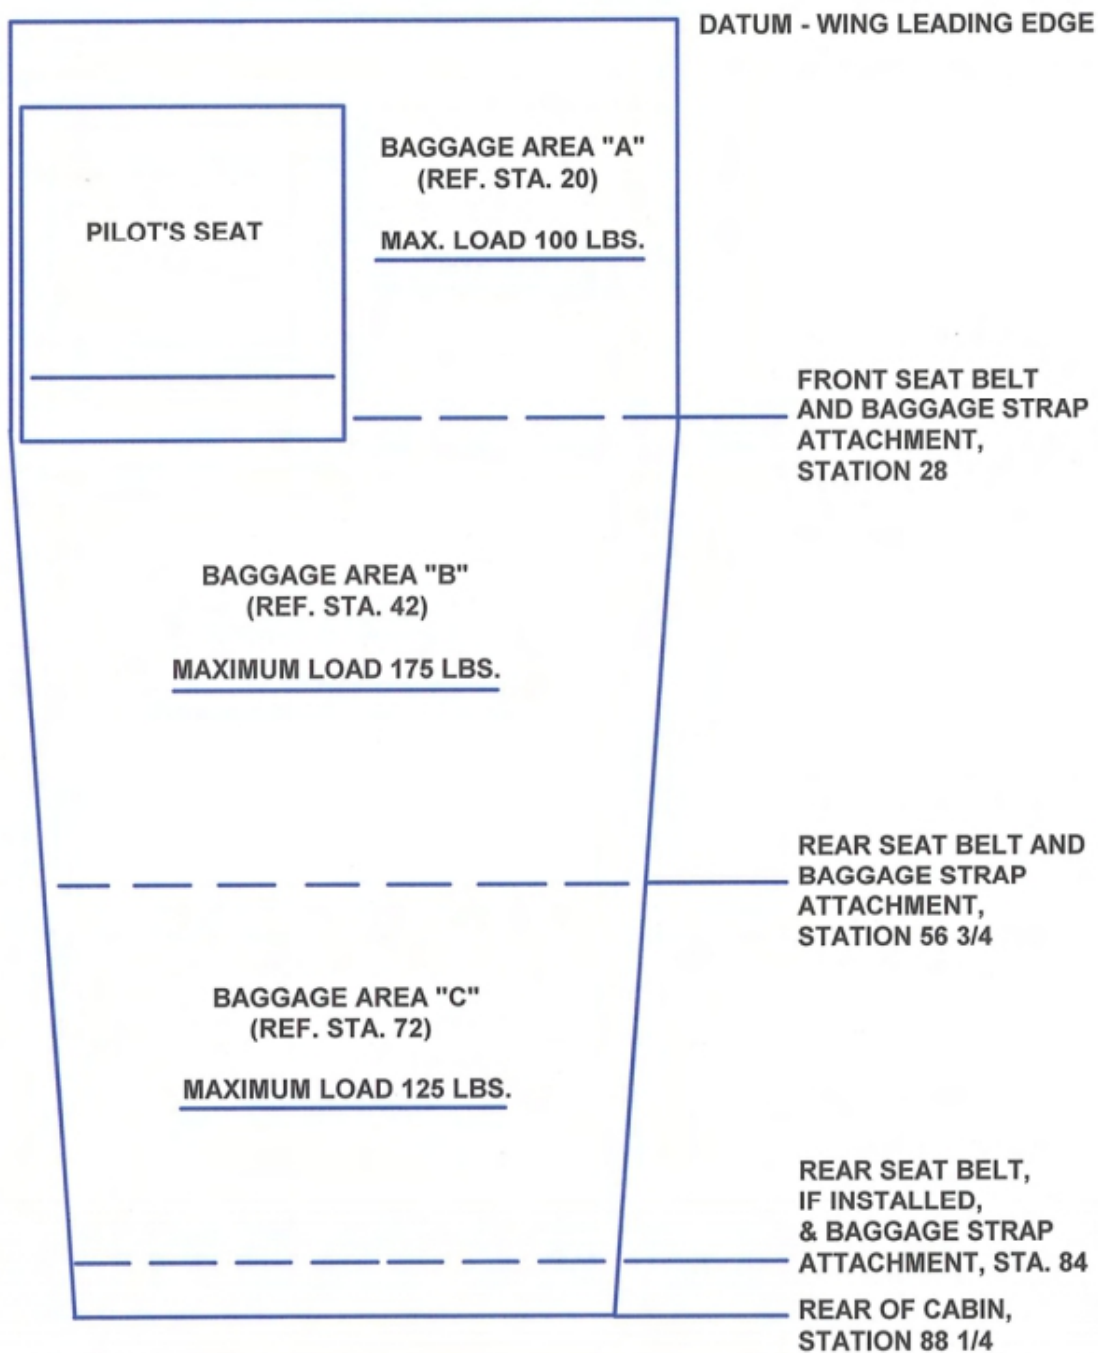 DATUM - WING LEADING EDGE
BAGGAGE AREA "A"
(REF. STA. 20)
MAX. LOAD 100 LBS.
PILOT'S SEAT
FRONT SEAT BELT
AND BAGGAGE STRAP
ATTACHMENT,
STATION 28
BAGGAGE AREA "B"
(REF. STA. 42)
MAXIMUM LOAD 175 LBS.
REAR SEAT BELT AND
BAGGAGE STRAP
ATTACHMENT,
STATION 56 3/4
BAGGAGE AREA "C"
(REF. STA. 72)
MAXIMUM LOAD 125 LBS.
REAR SEAT BELT,
IF INSTALLED,
& BAGGAGE STRAP
ATTACHMENT, STA. 84
REAR OF CABIN,
STATION 88 1/4